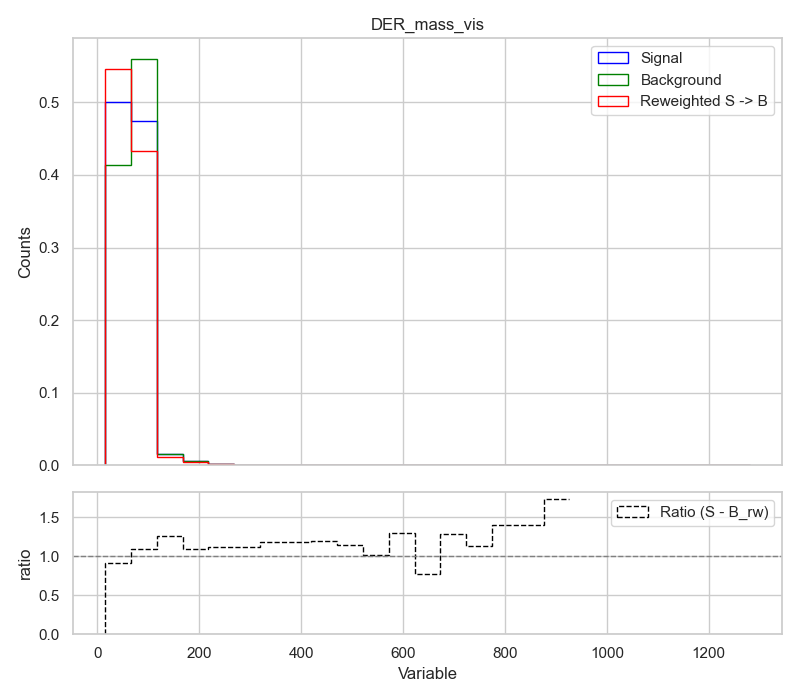 DER_mass_vis
Signal
Background
Reweighted S -> B
Counts
0.5
0.4
0.3
0.2
0.1
0.0
Ratio (S - B_rw)
ratio
1.5
1.0
0.5
0.0
0 200 400 600 800 1000 1200
Variable